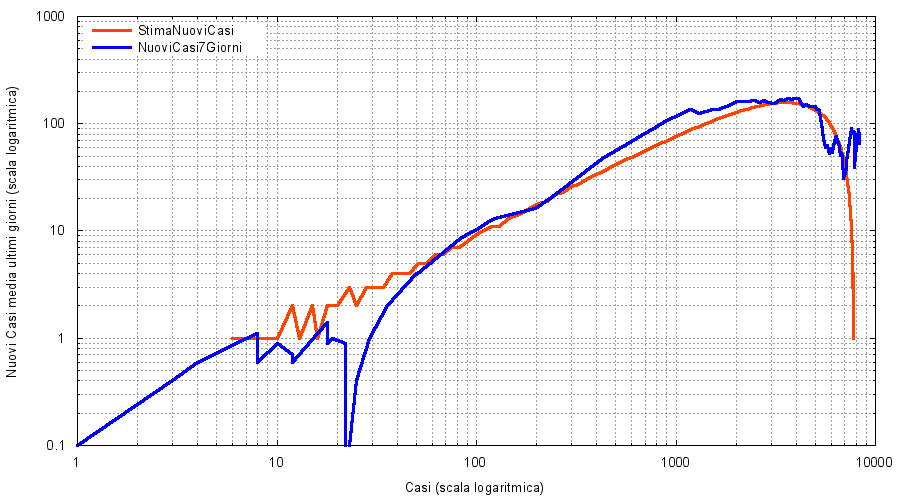 1000
StimaNuoviCasi
NuoviCasi7Giorni
100
10
1
0.1
Nuovi Casi media ultimi giorni (scala logaritmica)
1 10 100 1000 10000
Casi (scala logaritmica)